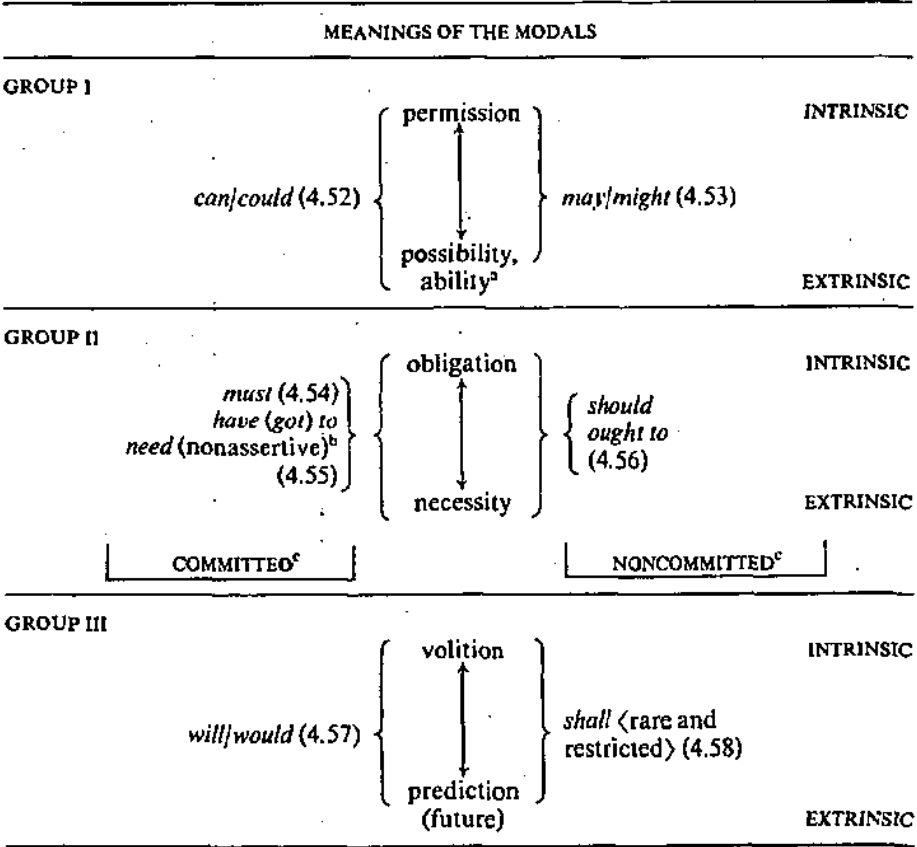 MEANINGS OF THE MODALS
GROUP I
permission
INTRINSIC
can/could (4.52)
may/might (4.53)
possibility,
abilityᵃ
EXTRINSIC
GROUP II
obligation
INTRINSIC
must (4.54)
have (got) to
need (nonassertive)ᵇ
(4.55)
should
ought to
(4.56)
necessity
EXTRINSIC
COMMITTEDᶜ
NONCOMMITTEDᶜ
GROUP III
volition
INTRINSIC
will/would (4.57)
shall ⟨rare and
restricted⟩ (4.58)
prediction
(future)
EXTRINSIC